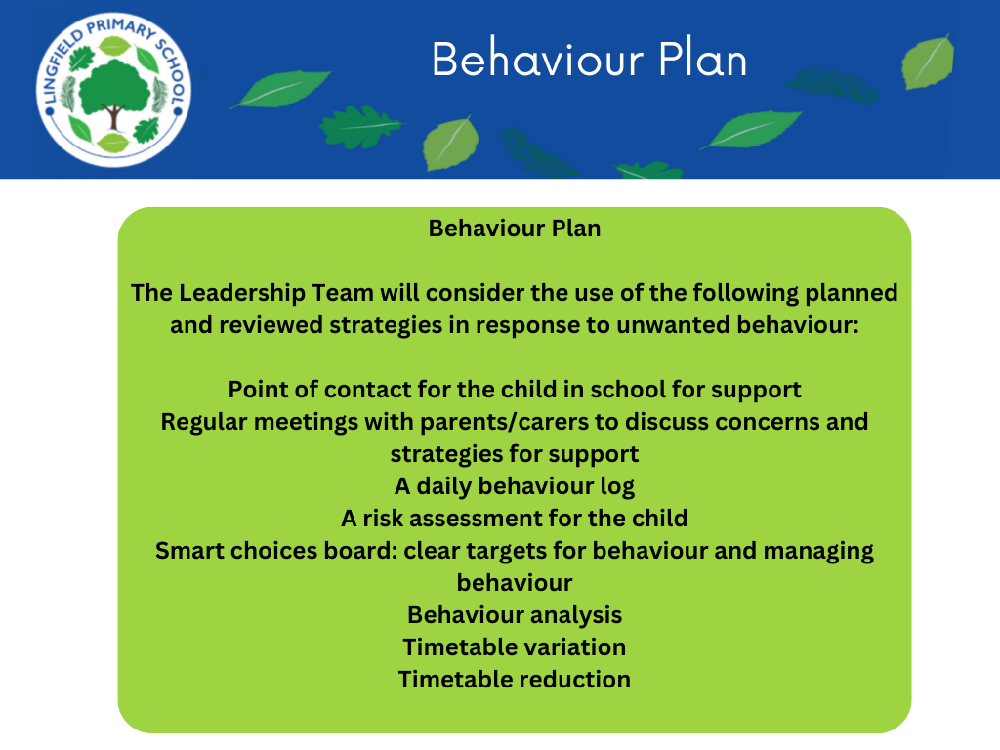 LINGFIELD PRIMARY SCHOOL
Behaviour Plan
Behaviour Plan
The Leadership Team will consider the use of the following planned
and reviewed strategies in response to unwanted behaviour:
Point of contact for the child in school for support
Regular meetings with parents/carers to discuss concerns and
strategies for support
A daily behaviour log
A risk assessment for the child
Smart choices board: clear targets for behaviour and managing
behaviour
Behaviour analysis
Timetable variation
Timetable reduction